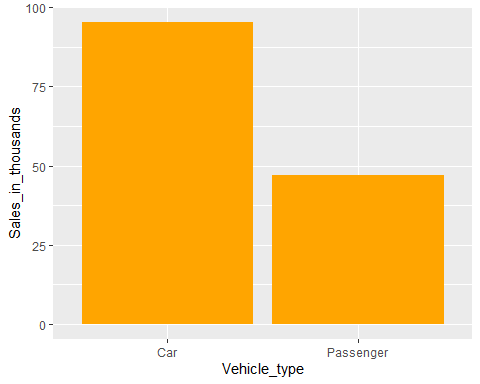 100
75
50
25
0
Sales_in_thousands
Car Passenger
Vehicle_type